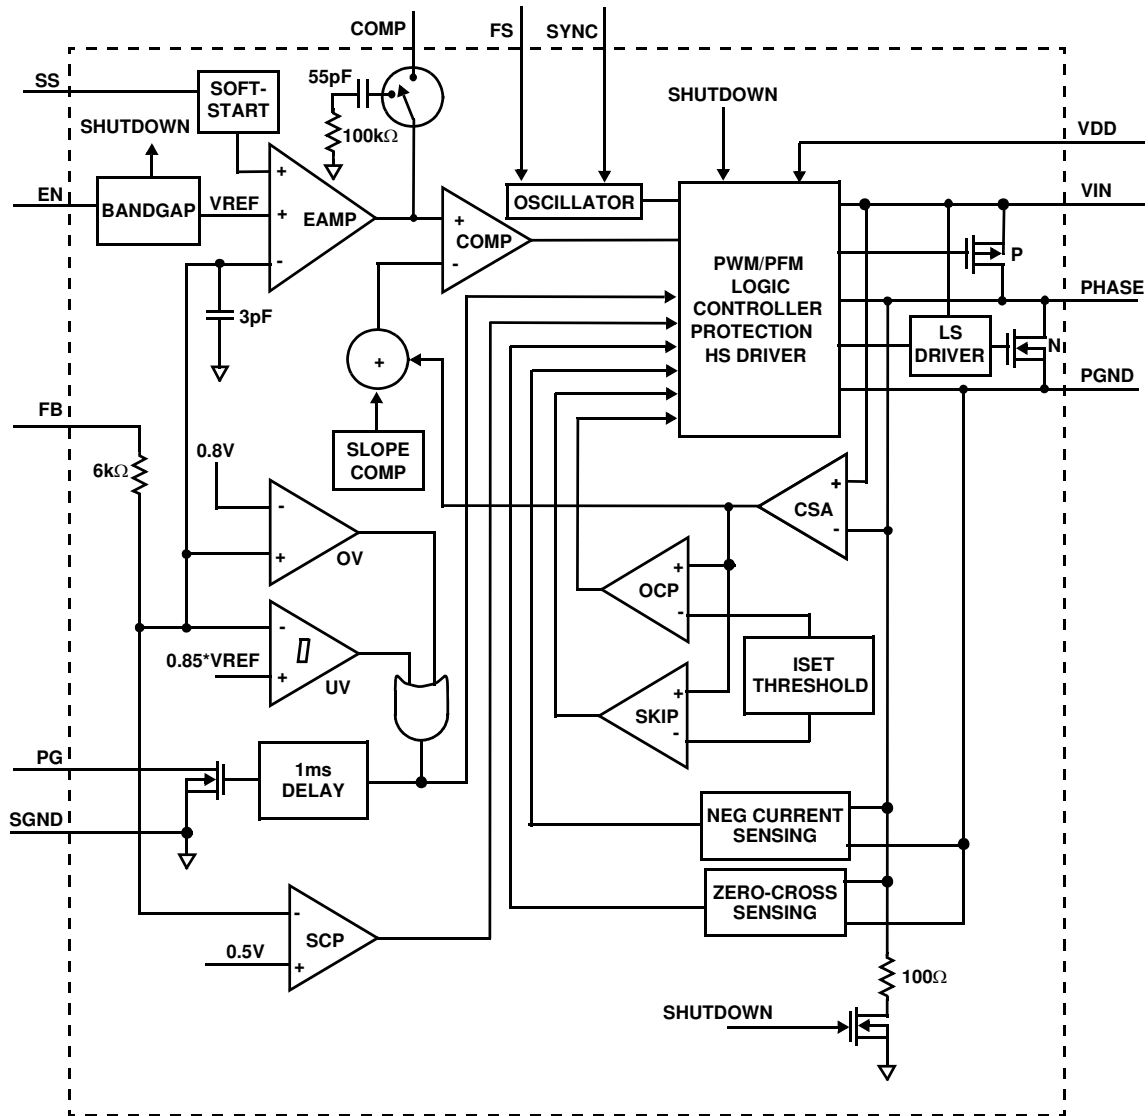 COMP
FS
SYNC
SS
SOFT-
START
55pF
100kΩ
SHUTDOWN
SHUTDOWN
VDD
EN
BANDGAP
VREF
+
+
-
EAMP
+
-
COMP
OSCILLATOR
VIN
P
PWM/PFM
LOGIC
CONTROLLER
PROTECTION
HS DRIVER
PHASE
3pF
LS
DRIVER
N
+
PGND
FB
SLOPE
COMP
6kΩ
0.8V
-
+
OV
+
-
CSA
+
-
OCP
-
+
UV
0.85*VREF
ISET
THRESHOLD
+
-
SKIP
PG
1ms
DELAY
SGND
NEG CURRENT
SENSING
ZERO-CROSS
SENSING
-
+
SCP
0.5V
100Ω
SHUTDOWN